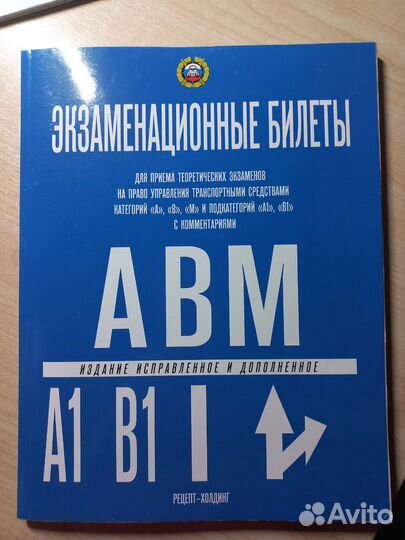 ЭКЗАМЕНАЦИОННЫЕ БИЛЕТЫ
ДЛЯ ПРИЕМА ТЕОРЕТИЧЕСКИХ ЭКЗАМЕНОВ
НА ПРАВО УПРАВЛЕНИЯ ТРАНСПОРТНЫМИ СРЕДСТВАМИ
КАТЕГОРИЙ «А», «В», «М» И ПОДКАТЕГОРИЙ «А1», «В1»
С КОММЕНТАРИЯМИ
АВМ
ИЗДАНИЕ ИСПРАВЛЕННОЕ И ДОПОЛНЕННОЕ
А1 В1
РЕЦЕПТ-ХОЛДИНГ
Avito